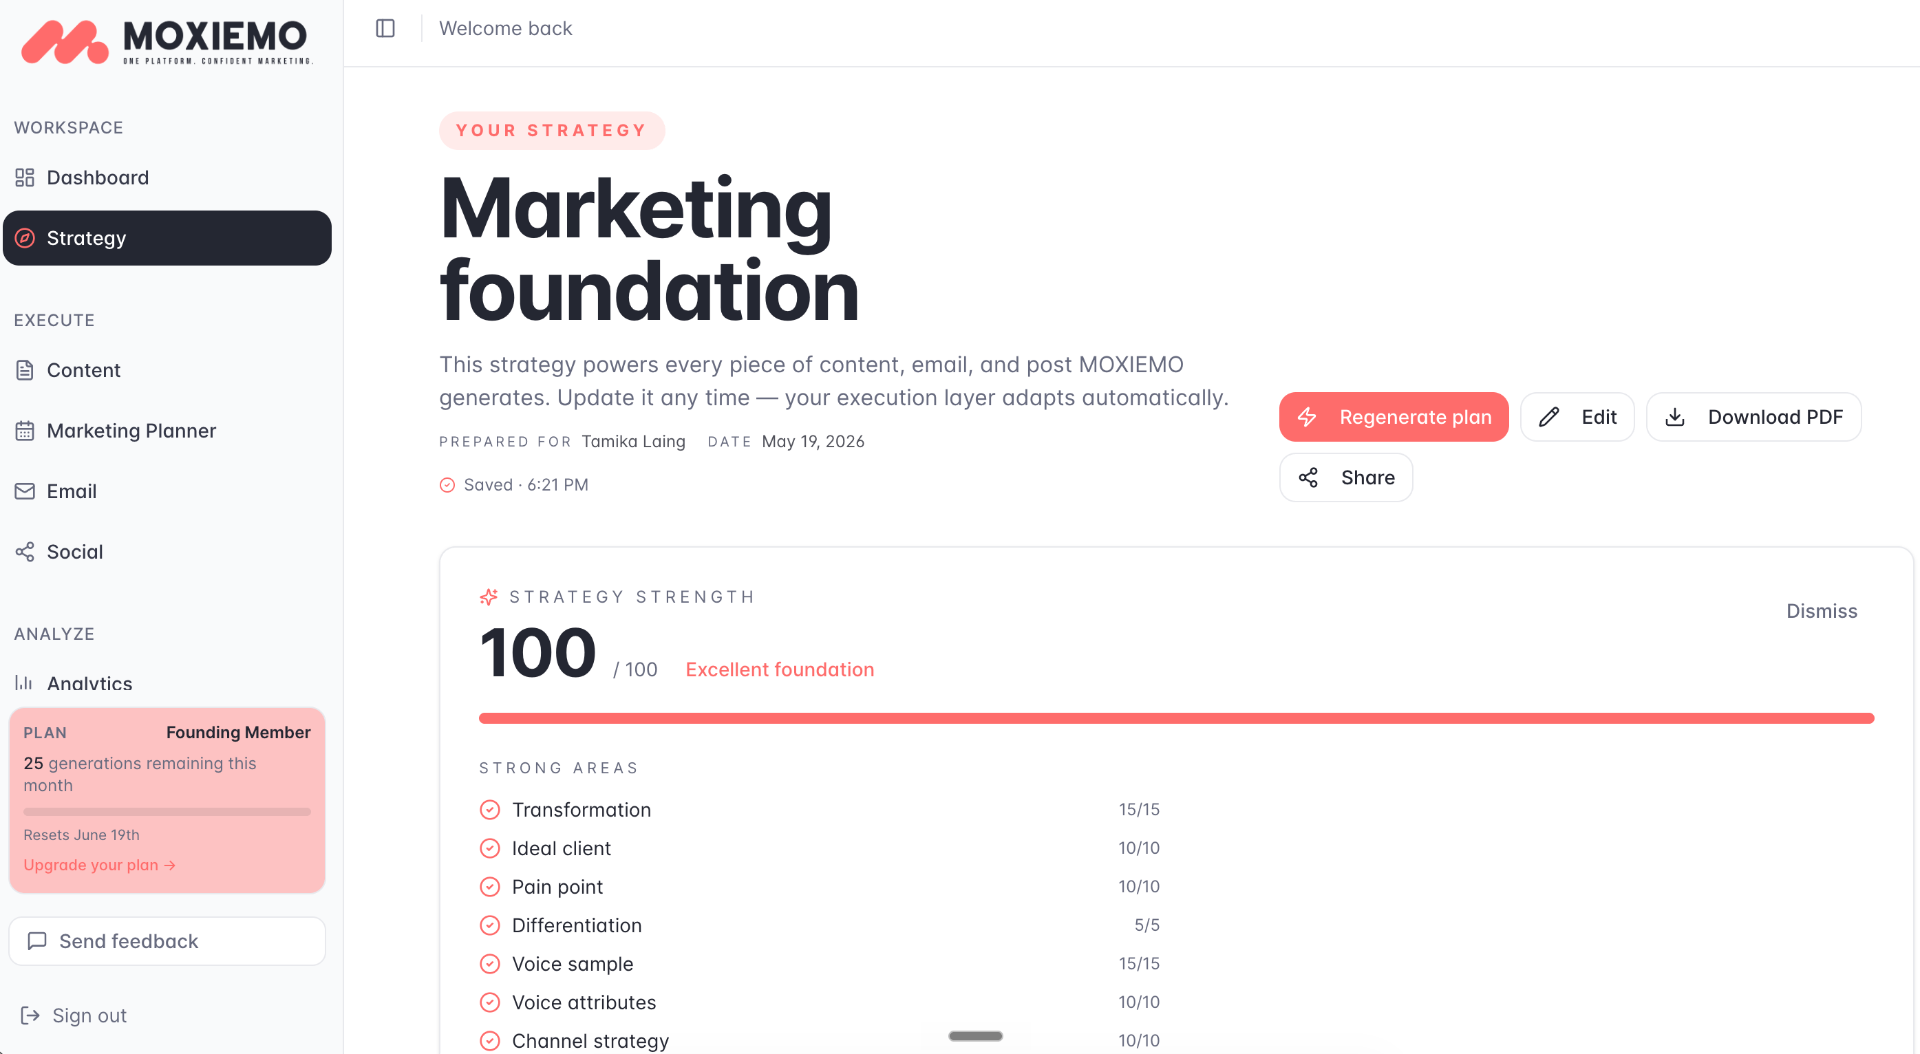 MOXIEMO
ONE PLATFORM. CONFIDENT MARKETING.
WORKSPACE
Dashboard
Strategy
EXECUTE
Content
Marketing Planner
Email
Social
ANALYZE
Analytics
PLAN Founding Member
25 generations remaining this
month
Resets June 19th
Upgrade your plan →
Send feedback
Sign out
Welcome back
YOUR STRATEGY
Marketing
foundation
This strategy powers every piece of content, email, and post MOXIEMO
generates. Update it any time — your execution layer adapts automatically.
PREPARED FOR Tamika Laing DATE May 19, 2026
Saved · 6:21 PM
Regenerate plan
Edit
Download PDF
Share
STRATEGY STRENGTH
Dismiss
100 / 100 Excellent foundation
STRONG AREAS
Transformation 15/15
Ideal client 10/10
Pain point 10/10
Differentiation 5/5
Voice sample 15/15
Voice attributes 10/10
Channel strategy 10/10